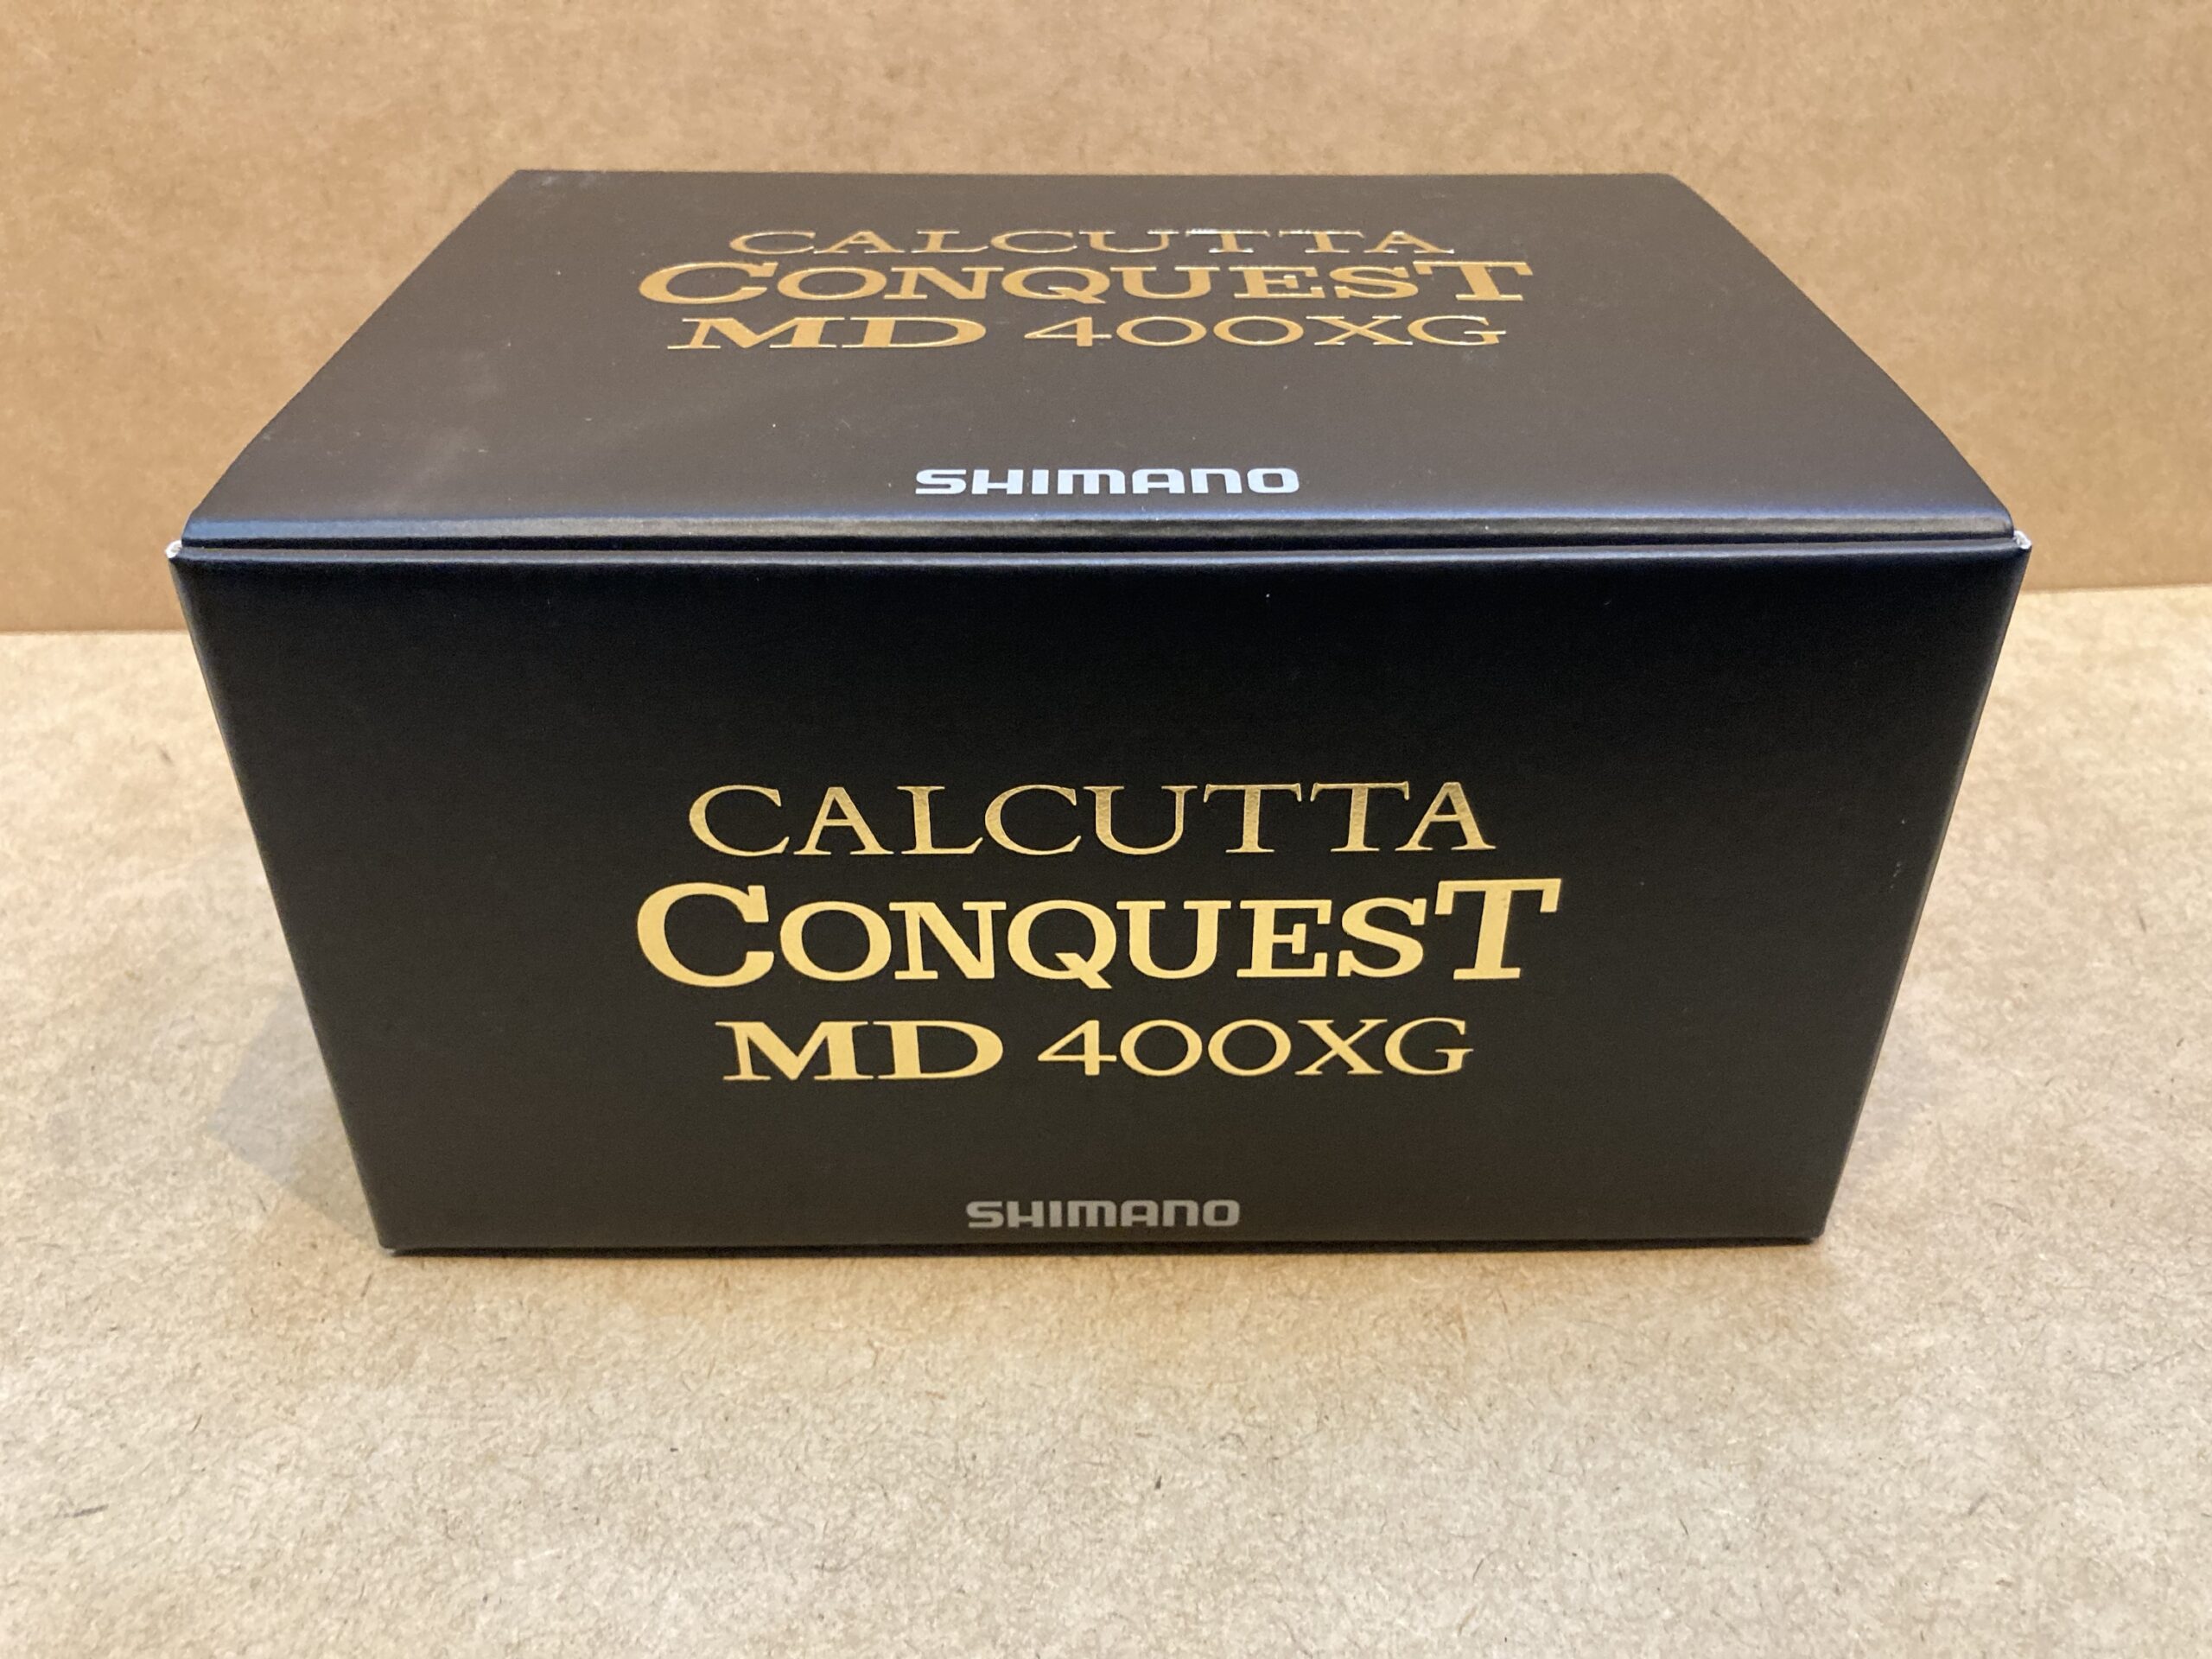 CALCUTTA
CONQUEST
MD 400XG
SHIMANO
CALCUTTA
CONQUEST
MD 400XG
SHIMANO